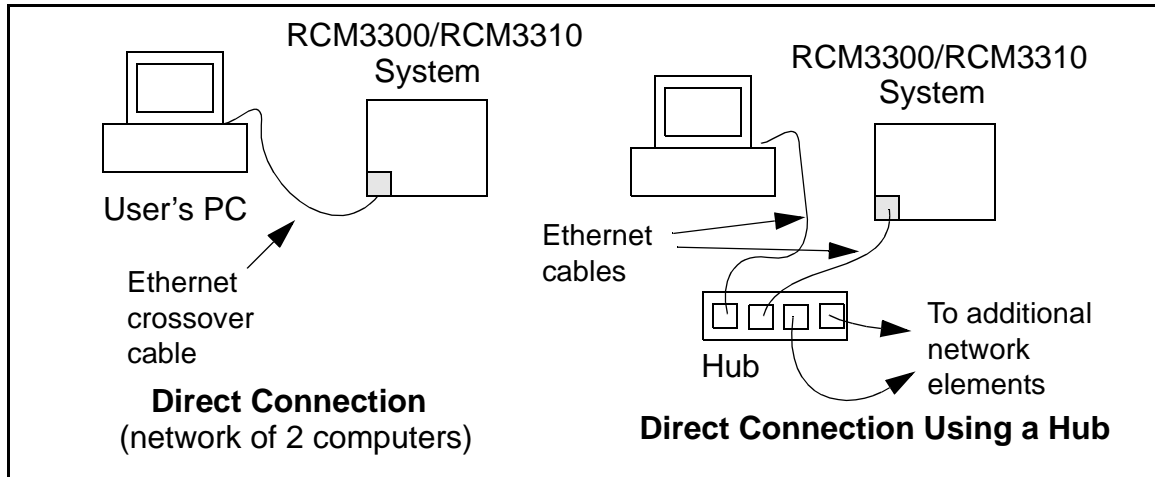 RCM3300/RCM3310
System
User's PC
Ethernet
crossover
cable
Direct Connection
(network of 2 computers)
RCM3300/RCM3310
System
Ethernet
cables
Hub
To additional
network
elements
Direct Connection Using a Hub